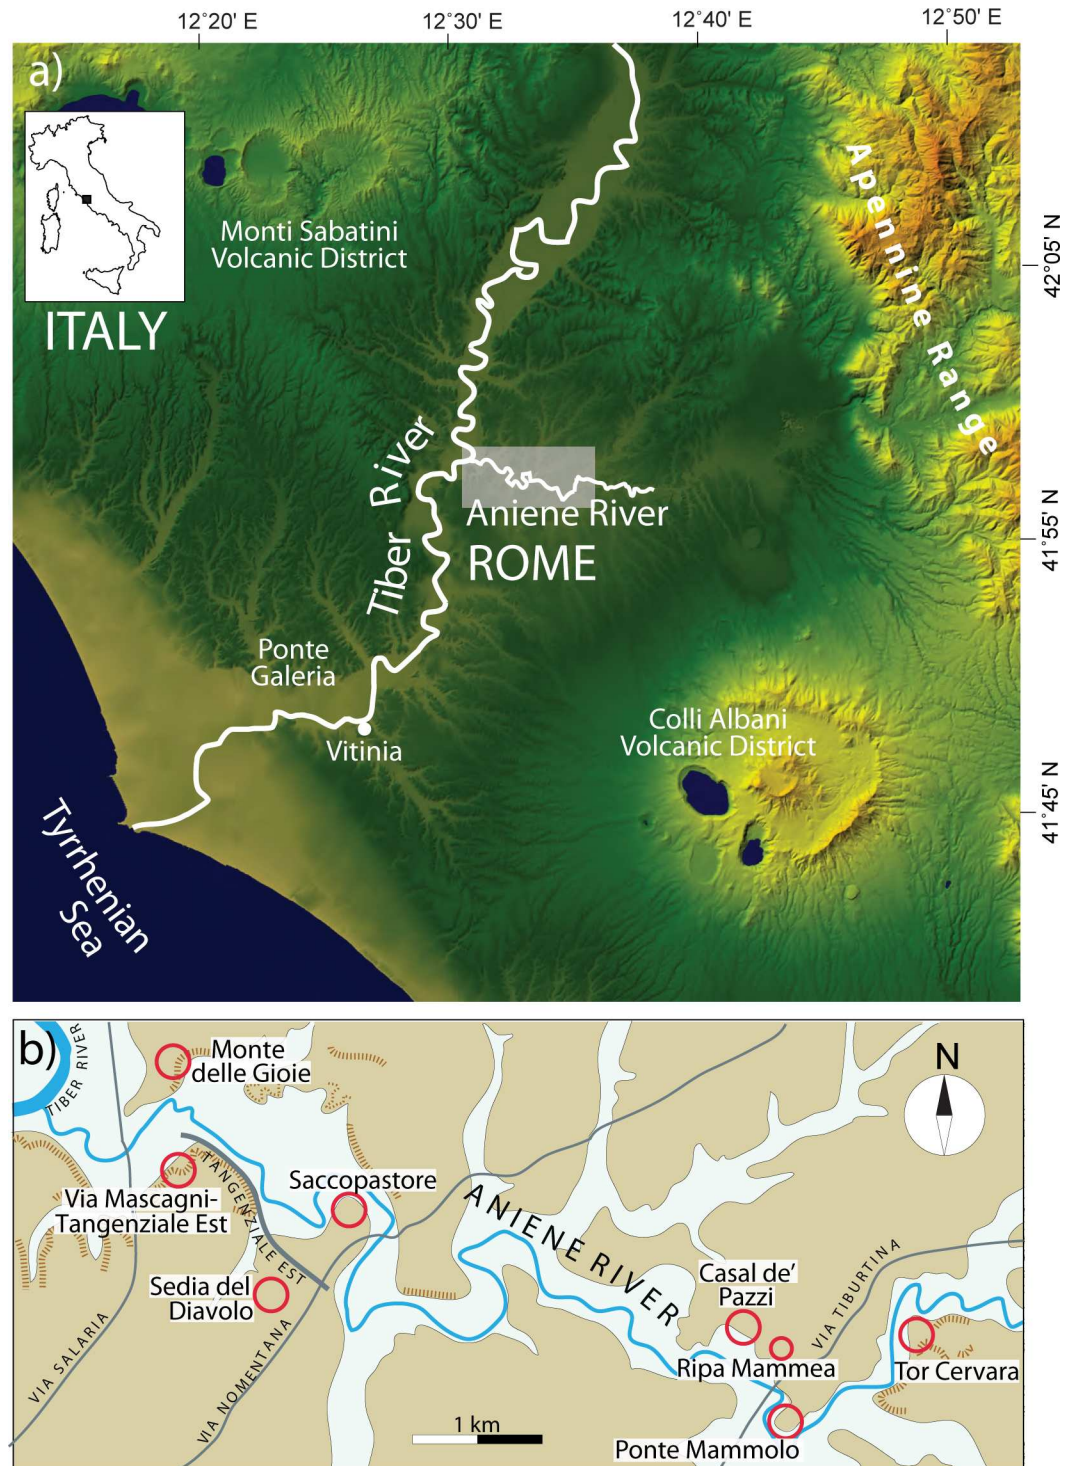 12°20' E
12°30' E
12°40' E
12°50' E
a)
Monti Sabatini
Volcanic District
ITALY
Apennine Range
42°05' N
Tiber River
Aniene River
ROME
41°55' N
Ponte
Galeria
Vitinia
Colli Albani
Volcanic District
41°45' N
Tyrrhenian
Sea
b)
TIBER RIVER
Monte
delle Gioie
N
Via Mascagni-
Tangenziale Est
TANGENZIALE EST
Saccopastore
ANIENE RIVER
Sedia del
Diavolo
Casal de'
Pazzi
VIA TIBURTINA
VIA SALARIA
VIA NOMENTANA
Ripa Mammea
Tor Cervara
1 km
Ponte Mammolo